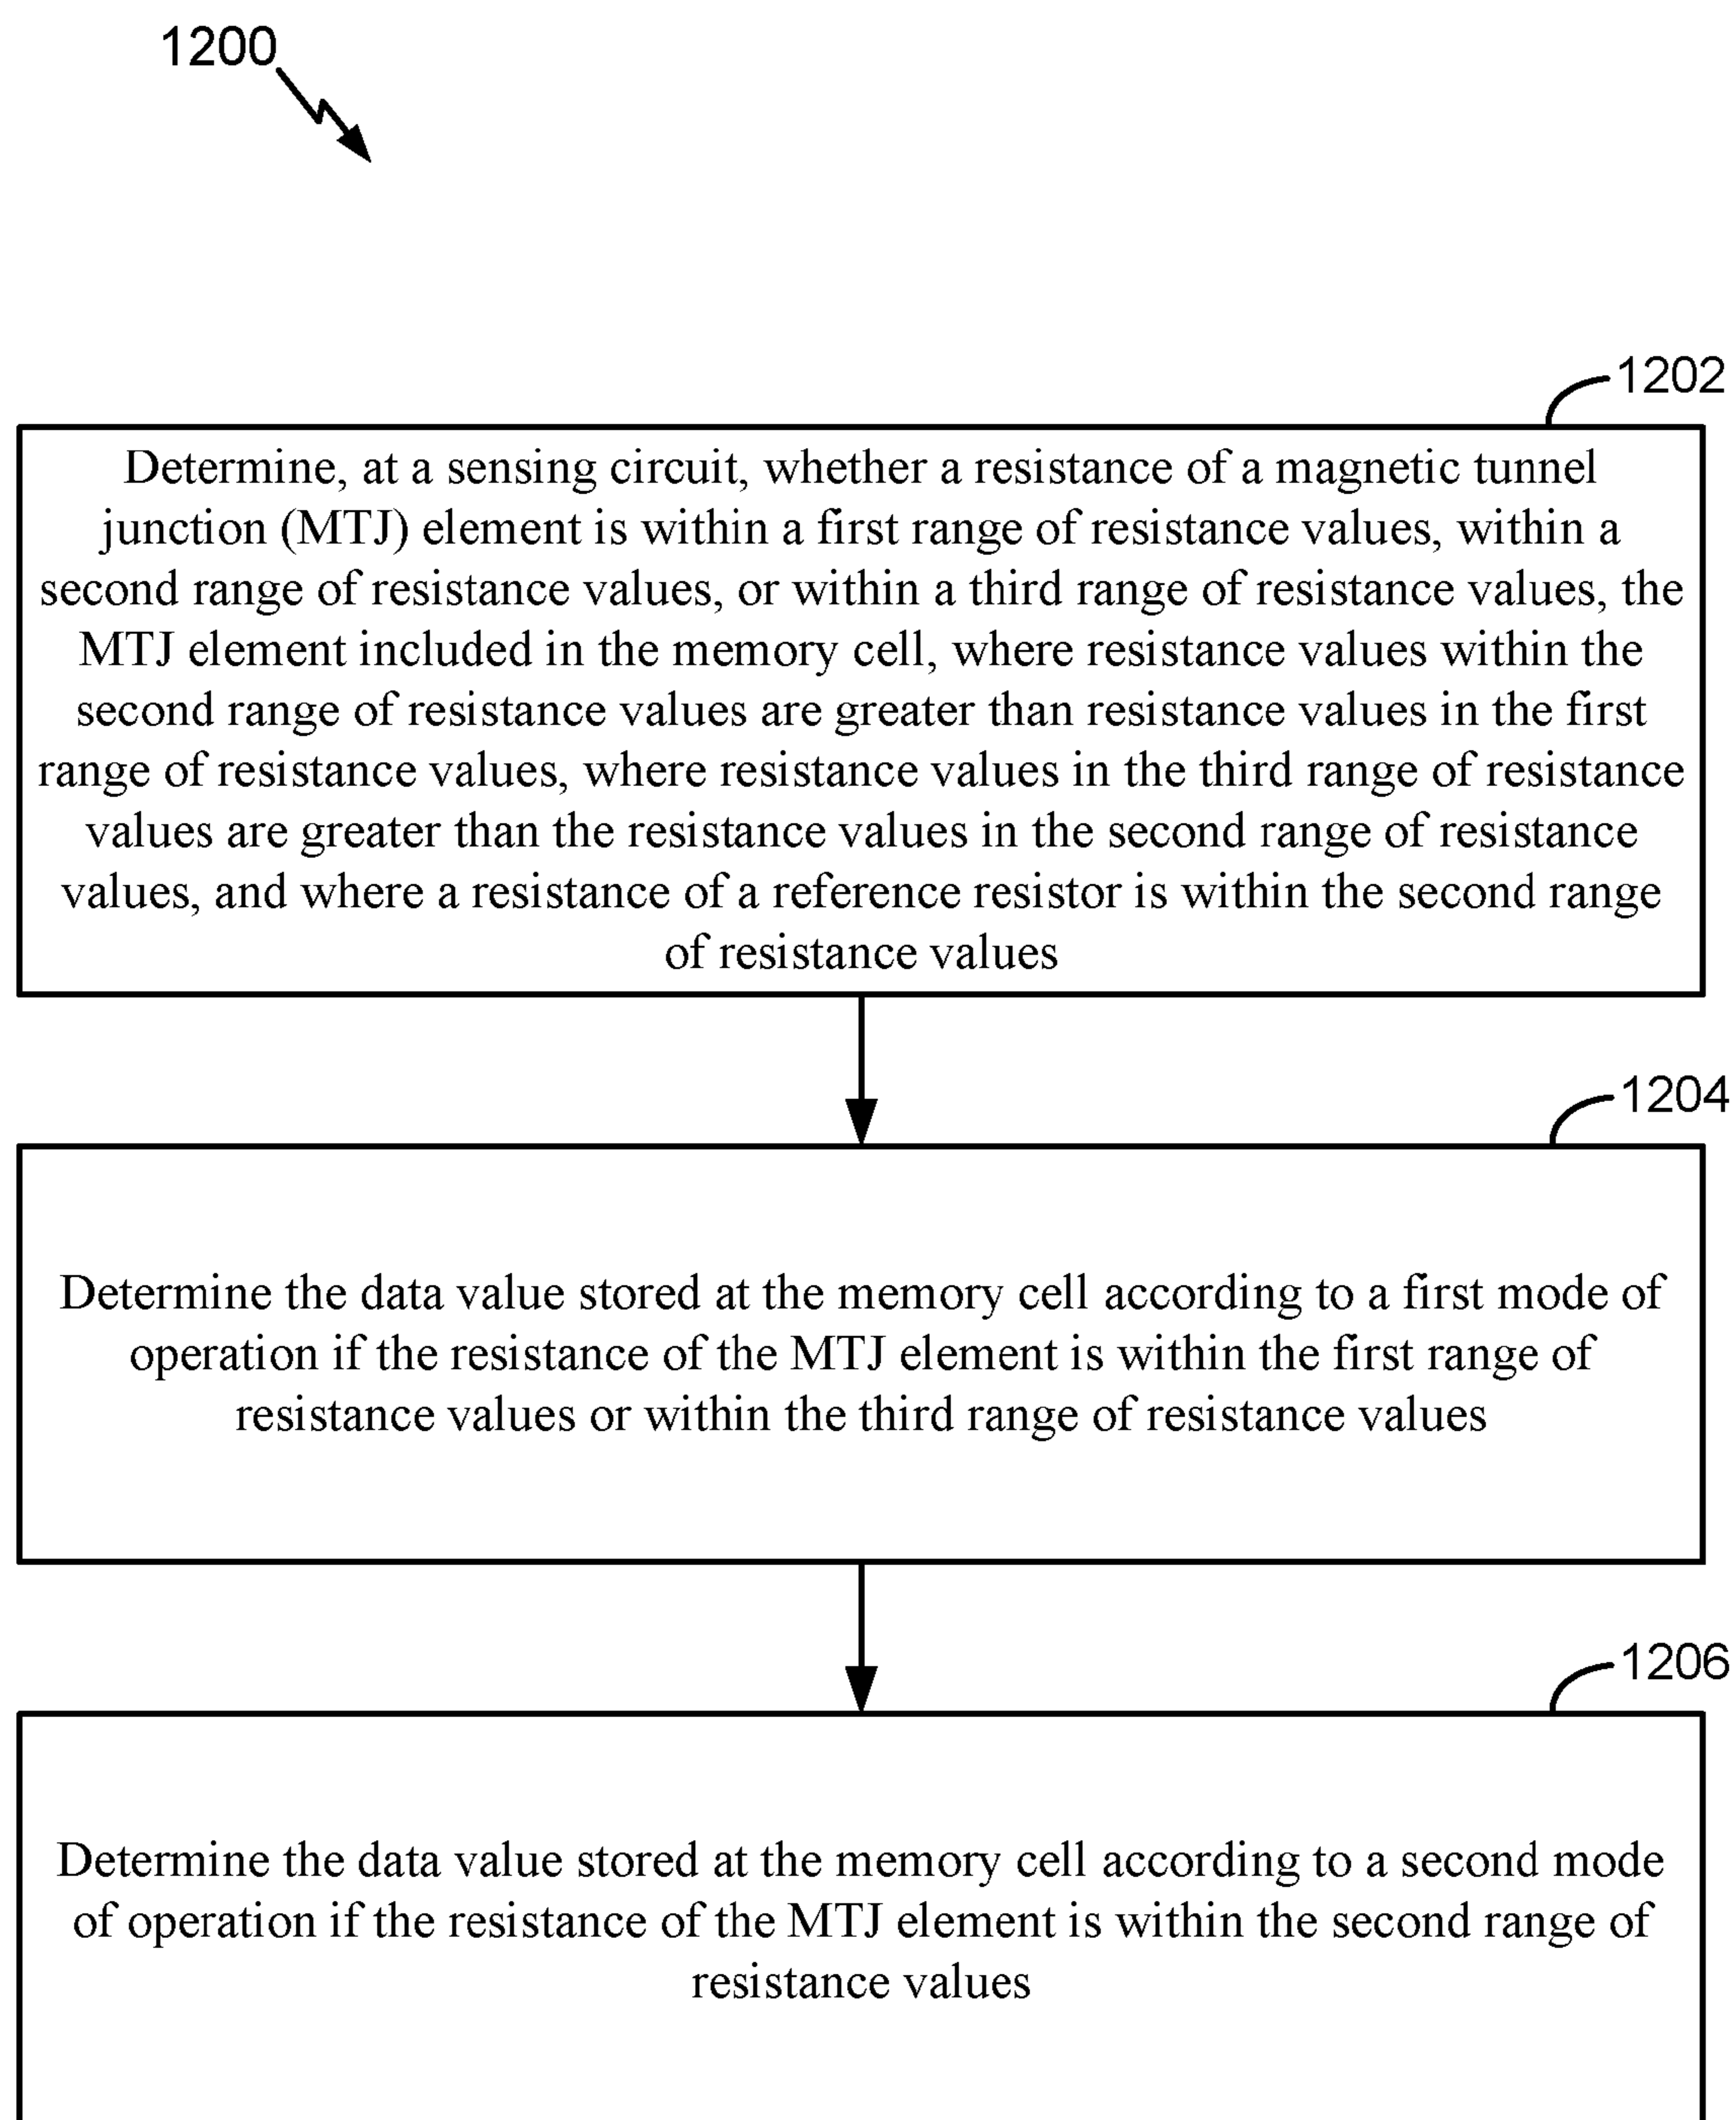 1200
1202
Determine, at a sensing circuit, whether a resistance of a magnetic tunnel
junction (MTJ) element is within a first range of resistance values, within a
second range of resistance values, or within a third range of resistance values, the
MTJ element included in the memory cell, where resistance values within the
second range of resistance values are greater than resistance values in the first
range of resistance values, where resistance values in the third range of resistance
values are greater than the resistance values in the second range of resistance
values, and where a resistance of a reference resistor is within the second range
of resistance values
1204
Determine the data value stored at the memory cell according to a first mode of
operation if the resistance of the MTJ element is within the first range of
resistance values or within the third range of resistance values
1206
Determine the data value stored at the memory cell according to a second mode
of operation if the resistance of the MTJ element is within the second range of
resistance values